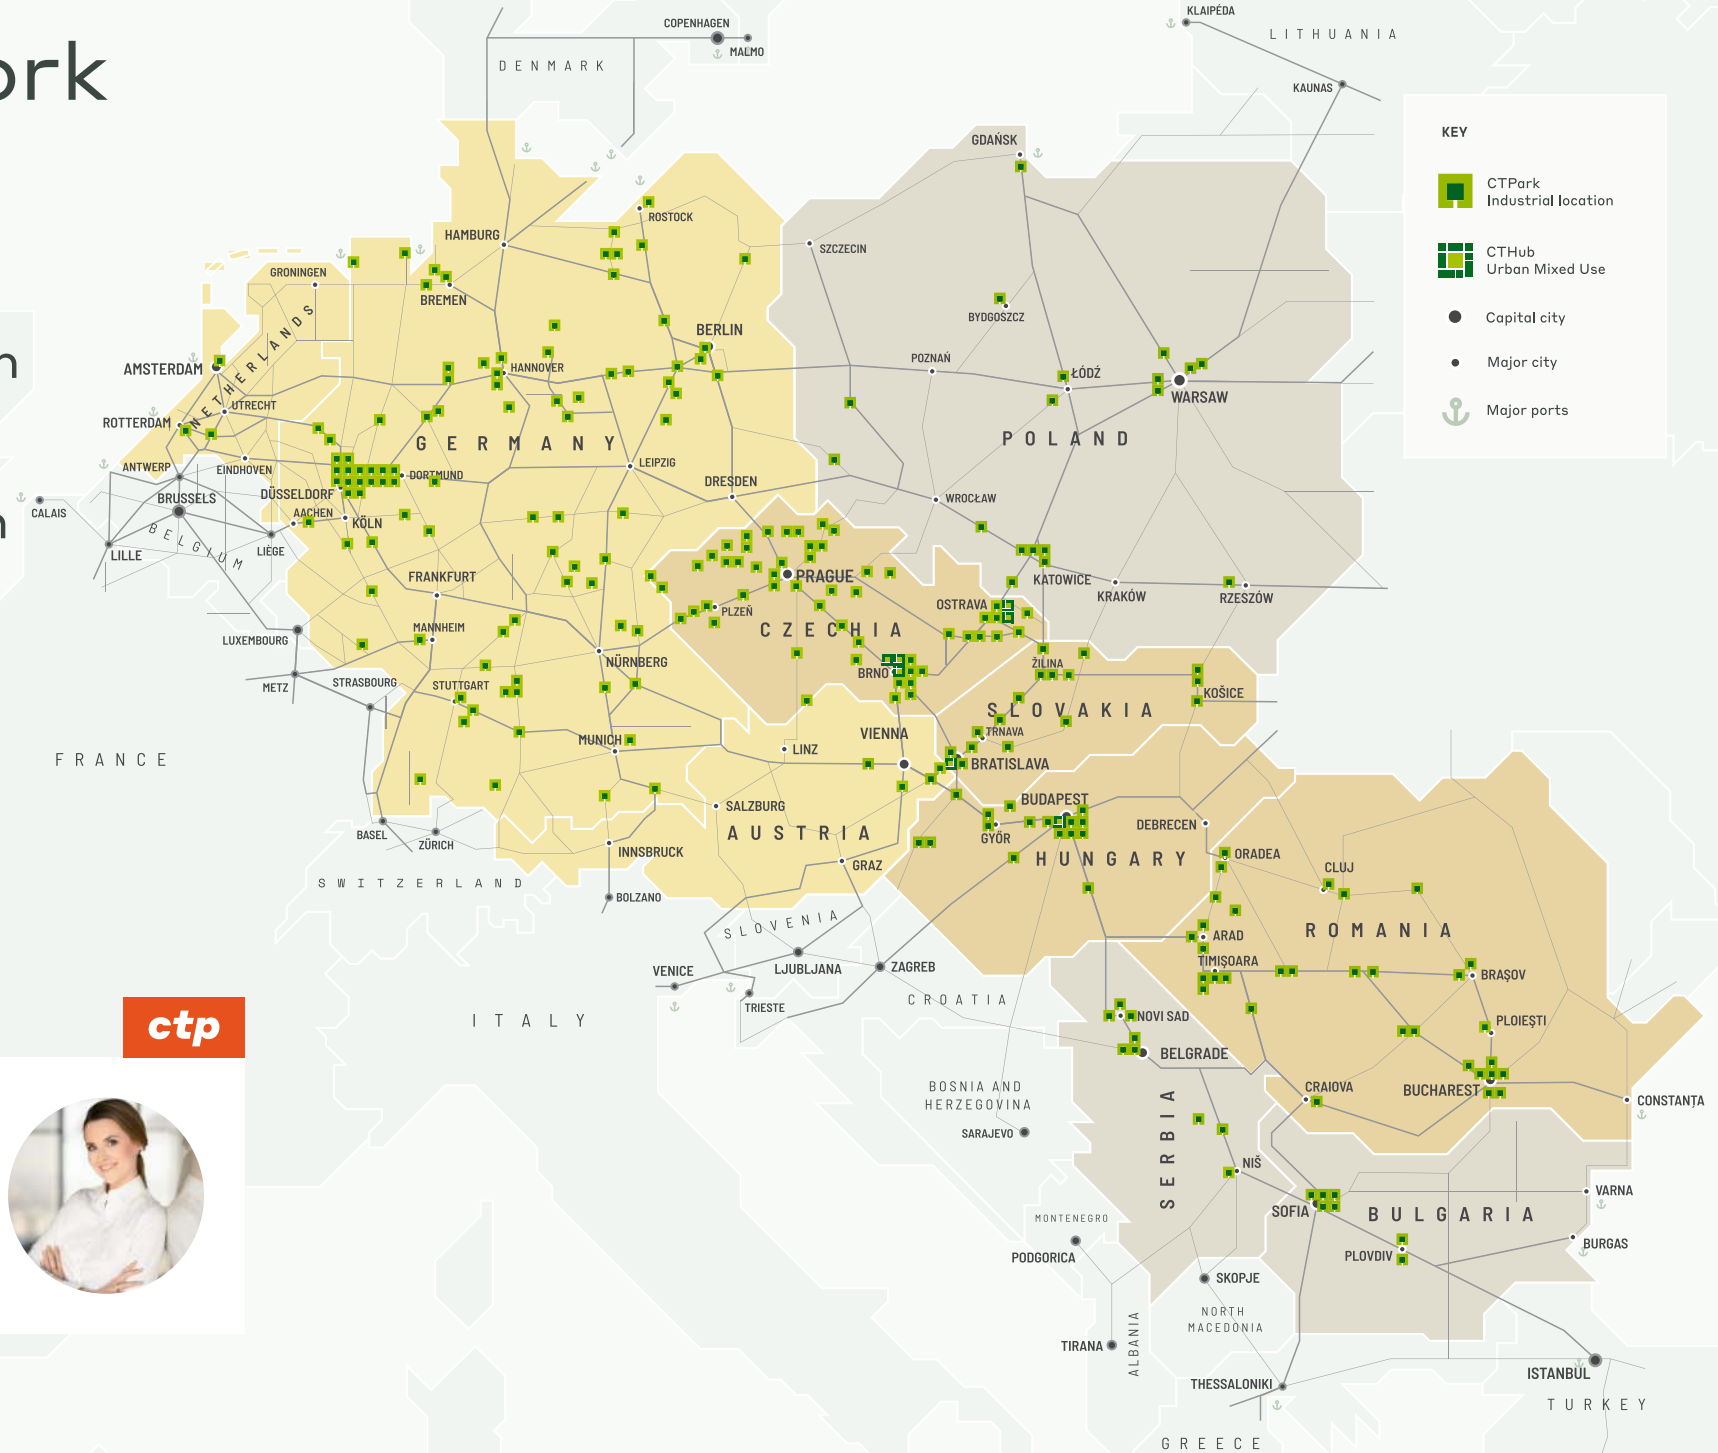 ork
n
n
KEY
CTPark
Industrial location
CTHub
Urban Mixed Use
Capital city
Major city
Major ports
KLAIPĖDA
LITHUANIA
COPENHAGEN
MALMO
DENMARK
KAUNAS
GDAŃSK
ROSTOCK
HAMBURG
SZCZECIN
GRONINGEN
BREMEN
BYDGOSZCZ
BERLIN
AMSTERDAM
NETHERLANDS
HANNOVER
POZNAŃ
ŁÓDŹ
WARSAW
UTRECHT
ROTTERDAM
GERMANY
POLAND
ANTWERP
EINDHOVEN
DORTMUND
LEIPZIG
DRESDEN
BRUSSELS
DÜSSELDORF
WROCŁAW
CALAIS
AACHEN
KÖLN
BELGIUM
LILLE
LIÈGE
FRANKFURT
PRAGUE
KATOWICE
KRAKÓW
RZESZÓW
OSTRAVA
PLZEŇ
CZECHIA
LUXEMBOURG
MANNHEIM
NÜRNBERG
ŽILINA
BRNO
METZ
STRASBOURG
STUTTGART
KOŠICE
SLOVAKIA
TRNAVA
VIENNA
MUNICH
LINZ
FRANCE
BRATISLAVA
BUDAPEST
SALZBURG
DEBRECEN
BASEL
ZÜRICH
AUSTRIA
GYÖR
HUNGARY
INNSBRUCK
GRAZ
ORADEA
CLUJ
SWITZERLAND
BOLZANO
SLOVENIA
ROMANIA
ARAD
VENICE
LJUBLJANA
ZAGREB
TIMIŞOARA
BRAŞOV
TRIESTE
CROATIA
ITALY
NOVI SAD
PLOIEŞTI
ctp
BELGRADE
BOSNIA AND
HERZEGOVINA
CRAIOVA
BUCHAREST
CONSTANȚA
SARAJEVO
SERBIA
NIŠ
VARNA
MONTENEGRO
SOFIA
BULGARIA
PODGORICA
PLOVDIV
BURGAS
SKOPJE
NORTH
MACEDONIA
TIRANA
ALBANIA
ISTANBUL
THESSALONIKI
TURKEY
GREECE